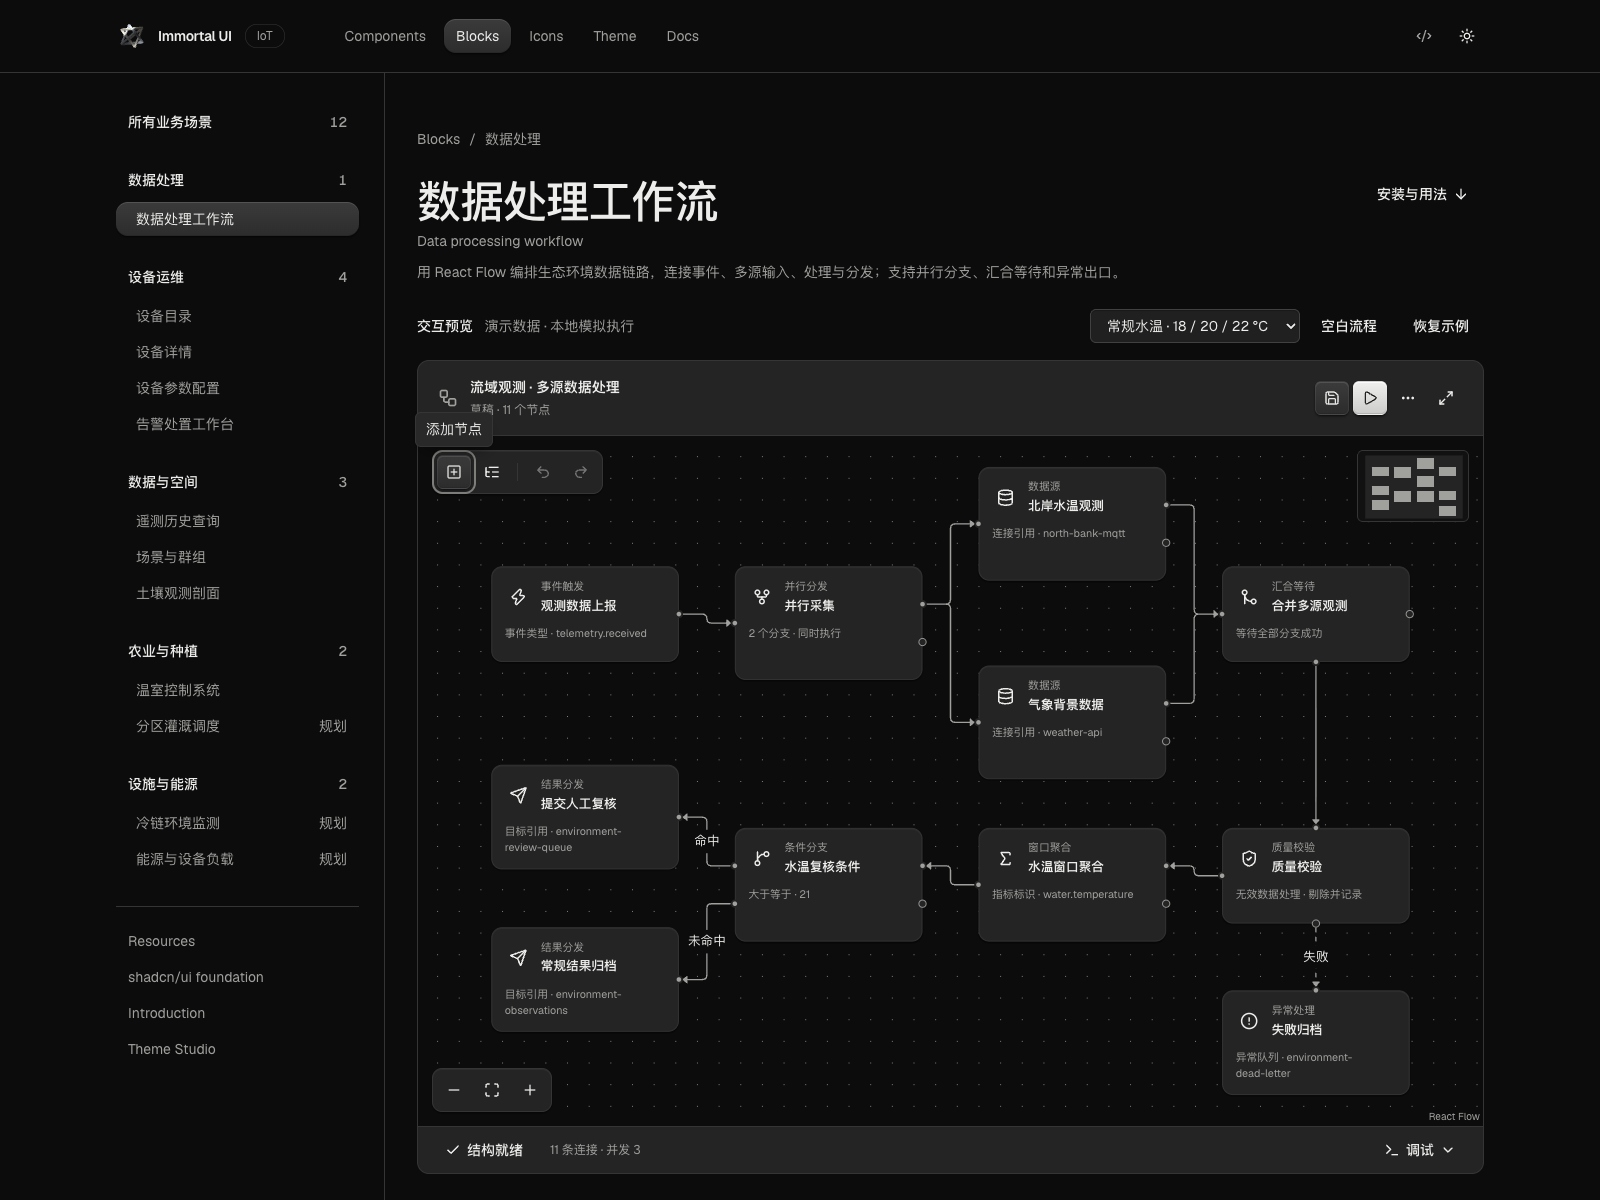 Immortal UI
IoT
Components
Blocks
Icons
Theme
Docs
所有业务场景 12
数据处理 1
数据处理工作流
设备运维 4
设备目录
设备详情
设备参数配置
告警处置工作台
数据与空间 3
遥测历史查询
场景与群组
土壤观测剖面
农业与种植 2
温室控制系统
分区灌溉调度 规划
设施与能源 2
冷链环境监测 规划
能源与设备负载 规划
Resources
shadcn/ui foundation
Introduction
Theme Studio
Blocks / 数据处理
数据处理工作流
安装与用法
Data processing workflow
用 React Flow 编排生态环境数据链路，连接事件、多源输入、处理与分发；支持并行分支、汇合等待和异常出口。
交互预览 演示数据 · 本地模拟执行
常规水温 · 18 / 20 / 22 °C
空白流程
恢复示例
流域观测 · 多源数据处理
草稿 · 11 个节点
添加节点
数据源
北岸水温观测
连接引用 · north-bank-mqtt
事件触发
观测数据上报
事件类型 · telemetry.received
并行分发
并行采集
2 个分支 · 同时执行
汇合等待
合并多源观测
等待全部分支成功
数据源
气象背景数据
连接引用 · weather-api
结果分发
提交人工复核
目标引用 · environment-
review-queue
命中
条件分支
水温复核条件
大于等于 · 21
窗口聚合
水温窗口聚合
指标标识 · water.temperature
质量校验
质量校验
无效数据处理 · 剔除并记录
未命中
结果分发
常规结果归档
目标引用 · environment-
observations
失败
异常处理
失败归档
异常队列 · environment-
dead-letter
React Flow
结构就绪
11 条连接 · 并发 3
调试